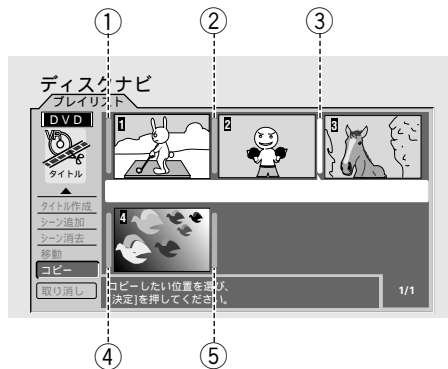 ① ② ③
ディスクナビ
プレイリスト
DVD
VR
タイトル
1 2 3
タイトル作成
シーン追加
シーン消去
移動
コピー
取り消し
4
コピーしたい位置を選び、
[決定]を押してください。
1/1
④ ⑤